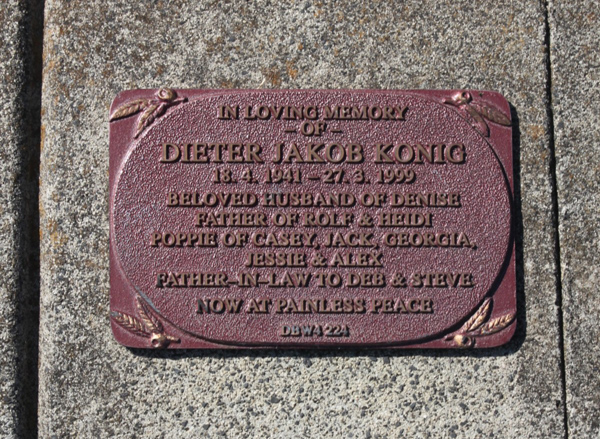 IN LOVING MEMORY
– OF –
DIETER JAKOB KONIG
18. 4. 1941 – 27. 3. 1999
BELOVED HUSBAND OF DENISE
FATHER OF ROLF & HEIDI
POPPIE OF CASEY, JACK, GEORGIA,
JESSIE & ALEX
FATHER–IN–LAW TO DEB & STEVE
NOW AT PAINLESS PEACE
DB W4 224